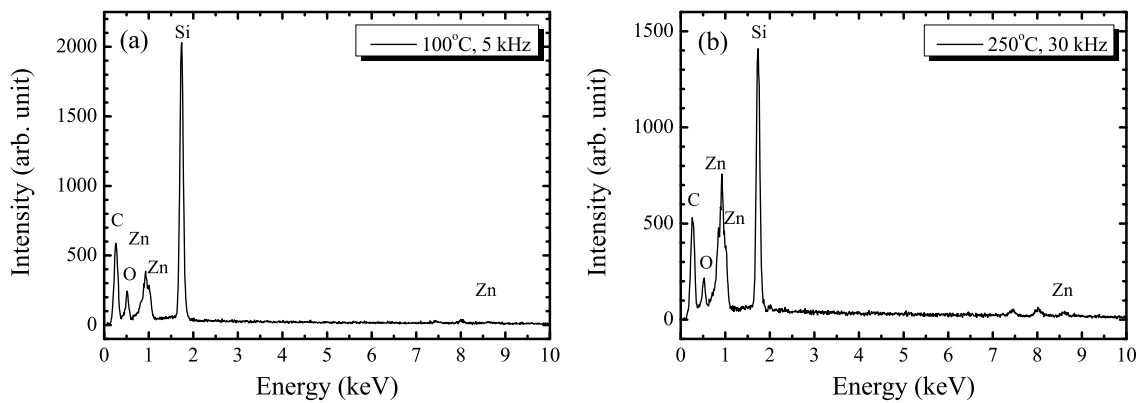 (a)
100°C, 5 kHz
Si
2000
1500
1000
500
0
C
O
Zn
Zn
Zn
0 1 2 3 4 5 6 7 8 9 10
Energy (keV)
Intensity (arb. unit)
(b)
250°C, 30 kHz
Si
1500
1000
500
0
C
O
Zn
Zn
Zn
0 1 2 3 4 5 6 7 8 9 10
Energy (keV)
Intensity (arb. unit)